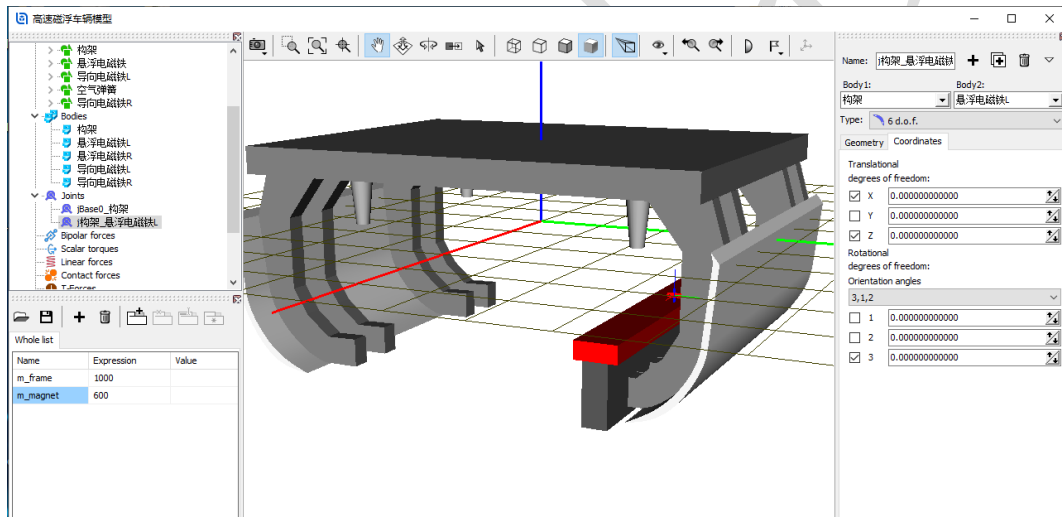 高速磁浮车辆模型
构架
悬浮电磁铁
导向电磁铁L
空气弹簧
导向电磁铁R
Bodies
构架
悬浮电磁铁L
悬浮电磁铁R
导向电磁铁L
导向电磁铁R
Joints
jBase0_构架
j构架_悬浮电磁铁L
Bipolar forces
Scalar torques
Linear forces
Contact forces
T-Forces
Whole list
Name Expression Value
m_frame 1000
m_magnet 600
Name: j构架_悬浮电磁铁
Body1: Body2:
构架 悬浮电磁铁L
Type: 6 d.o.f.
Geometry Coordinates
Translational
degrees of freedom:
X 0.000000000000
Y 0.000000000000
Z 0.000000000000
Rotational
degrees of freedom:
Orientation angles
3,1,2
1 0.000000000000
2 0.000000000000
3 0.000000000000